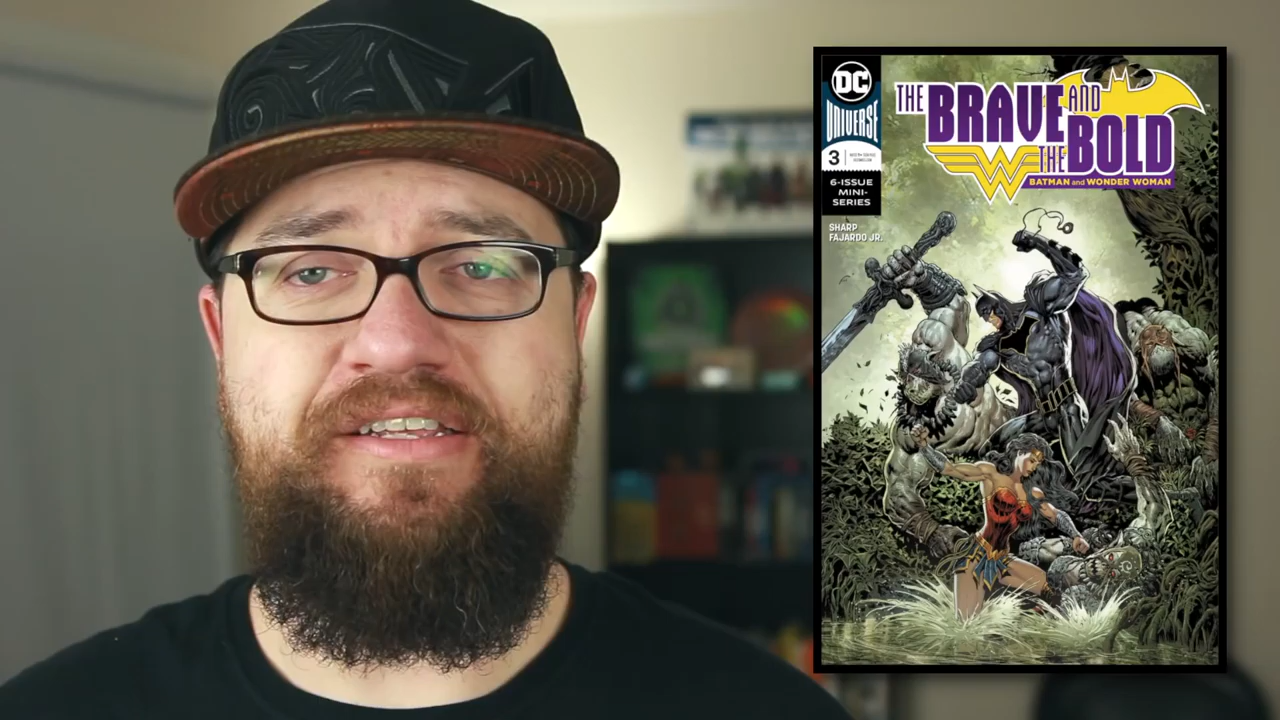 DC
UNIVERSE
3
6-ISSUE
MINI-
SERIES
SHARP
FAJARDO JR.
THE BRAVE AND
THE BOLD
BATMAN and WONDER WOMAN